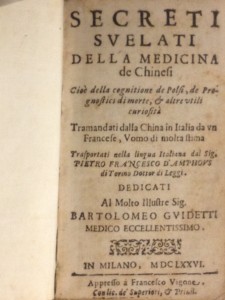 SECRETI
SVELATI
DELLA MEDICINA
de Chinesi
Cioè della cognitione de Polsi, de Pro-
gnostici di morte, & altre vtili
curiosità
Tramandati dalla China in Italia da vn
Francese, Vomo di molta stima
Trasportati nella lingua Italiana dal Sig.
PIETRO FRANCESCO D'AMPHOVX
di Torino Dottor di Leggi.
DEDICATI
Al Molto Illustre Sig.
BARTOLOMEO GVIDETTI
MEDICO ECCELLENTISSIMO.
IN MILANO, MDCLXXVI.
Appresso à Francesco Vigone,
Con lic. de' Superiori, & Priuil.